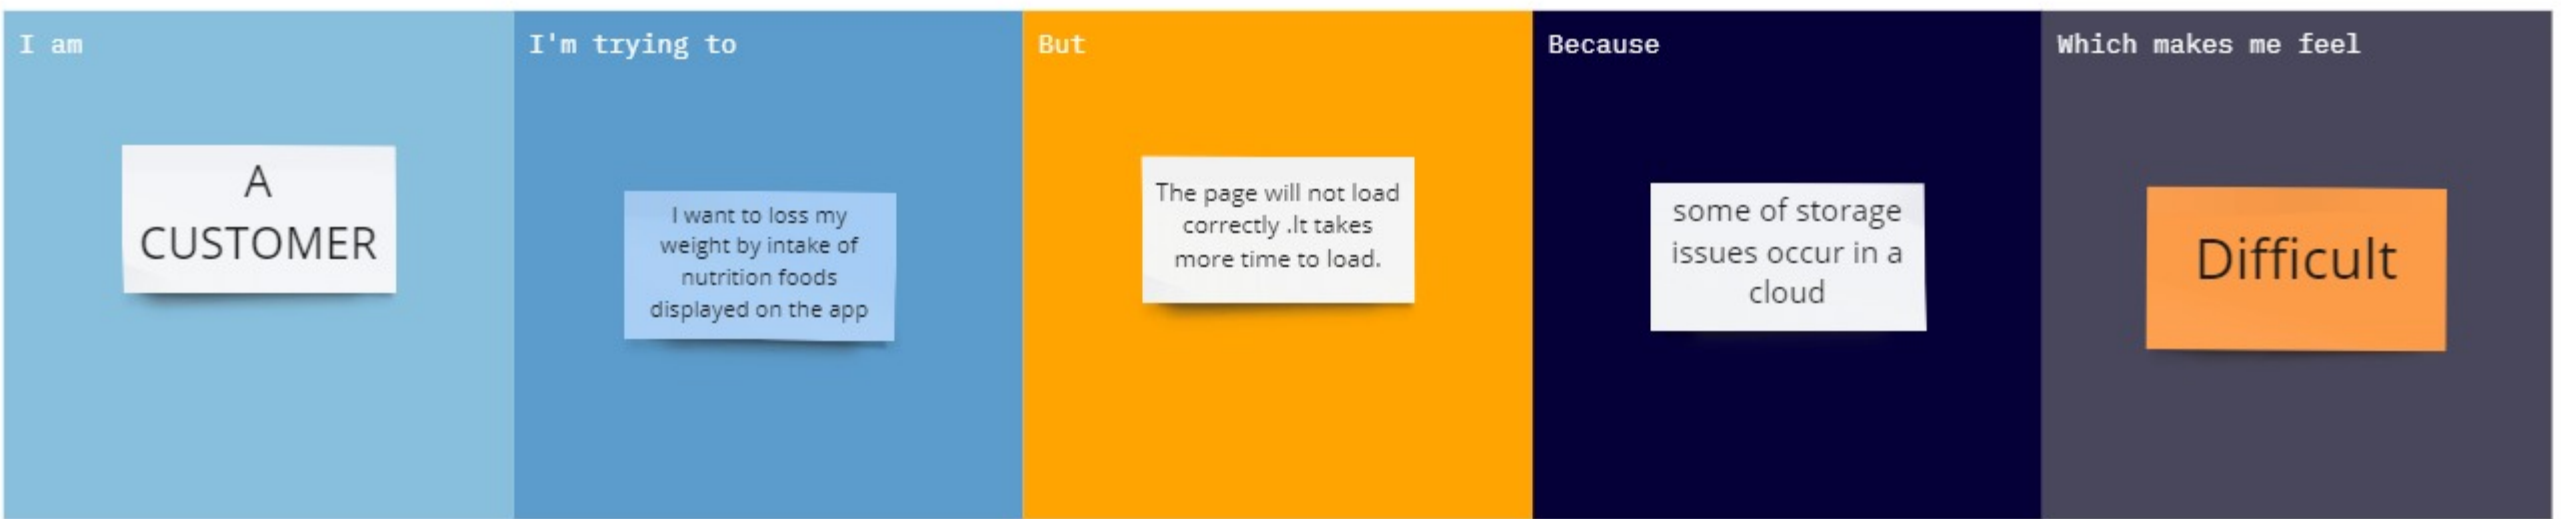 I am
A
CUSTOMER
I'm trying to
I want to loss my
weight by intake of
nutrition foods
displayed on the app
But
The page will not load
correctly .It takes
more time to load.
Because
some of storage
issues occur in a
cloud
Which makes me feel
Difficult